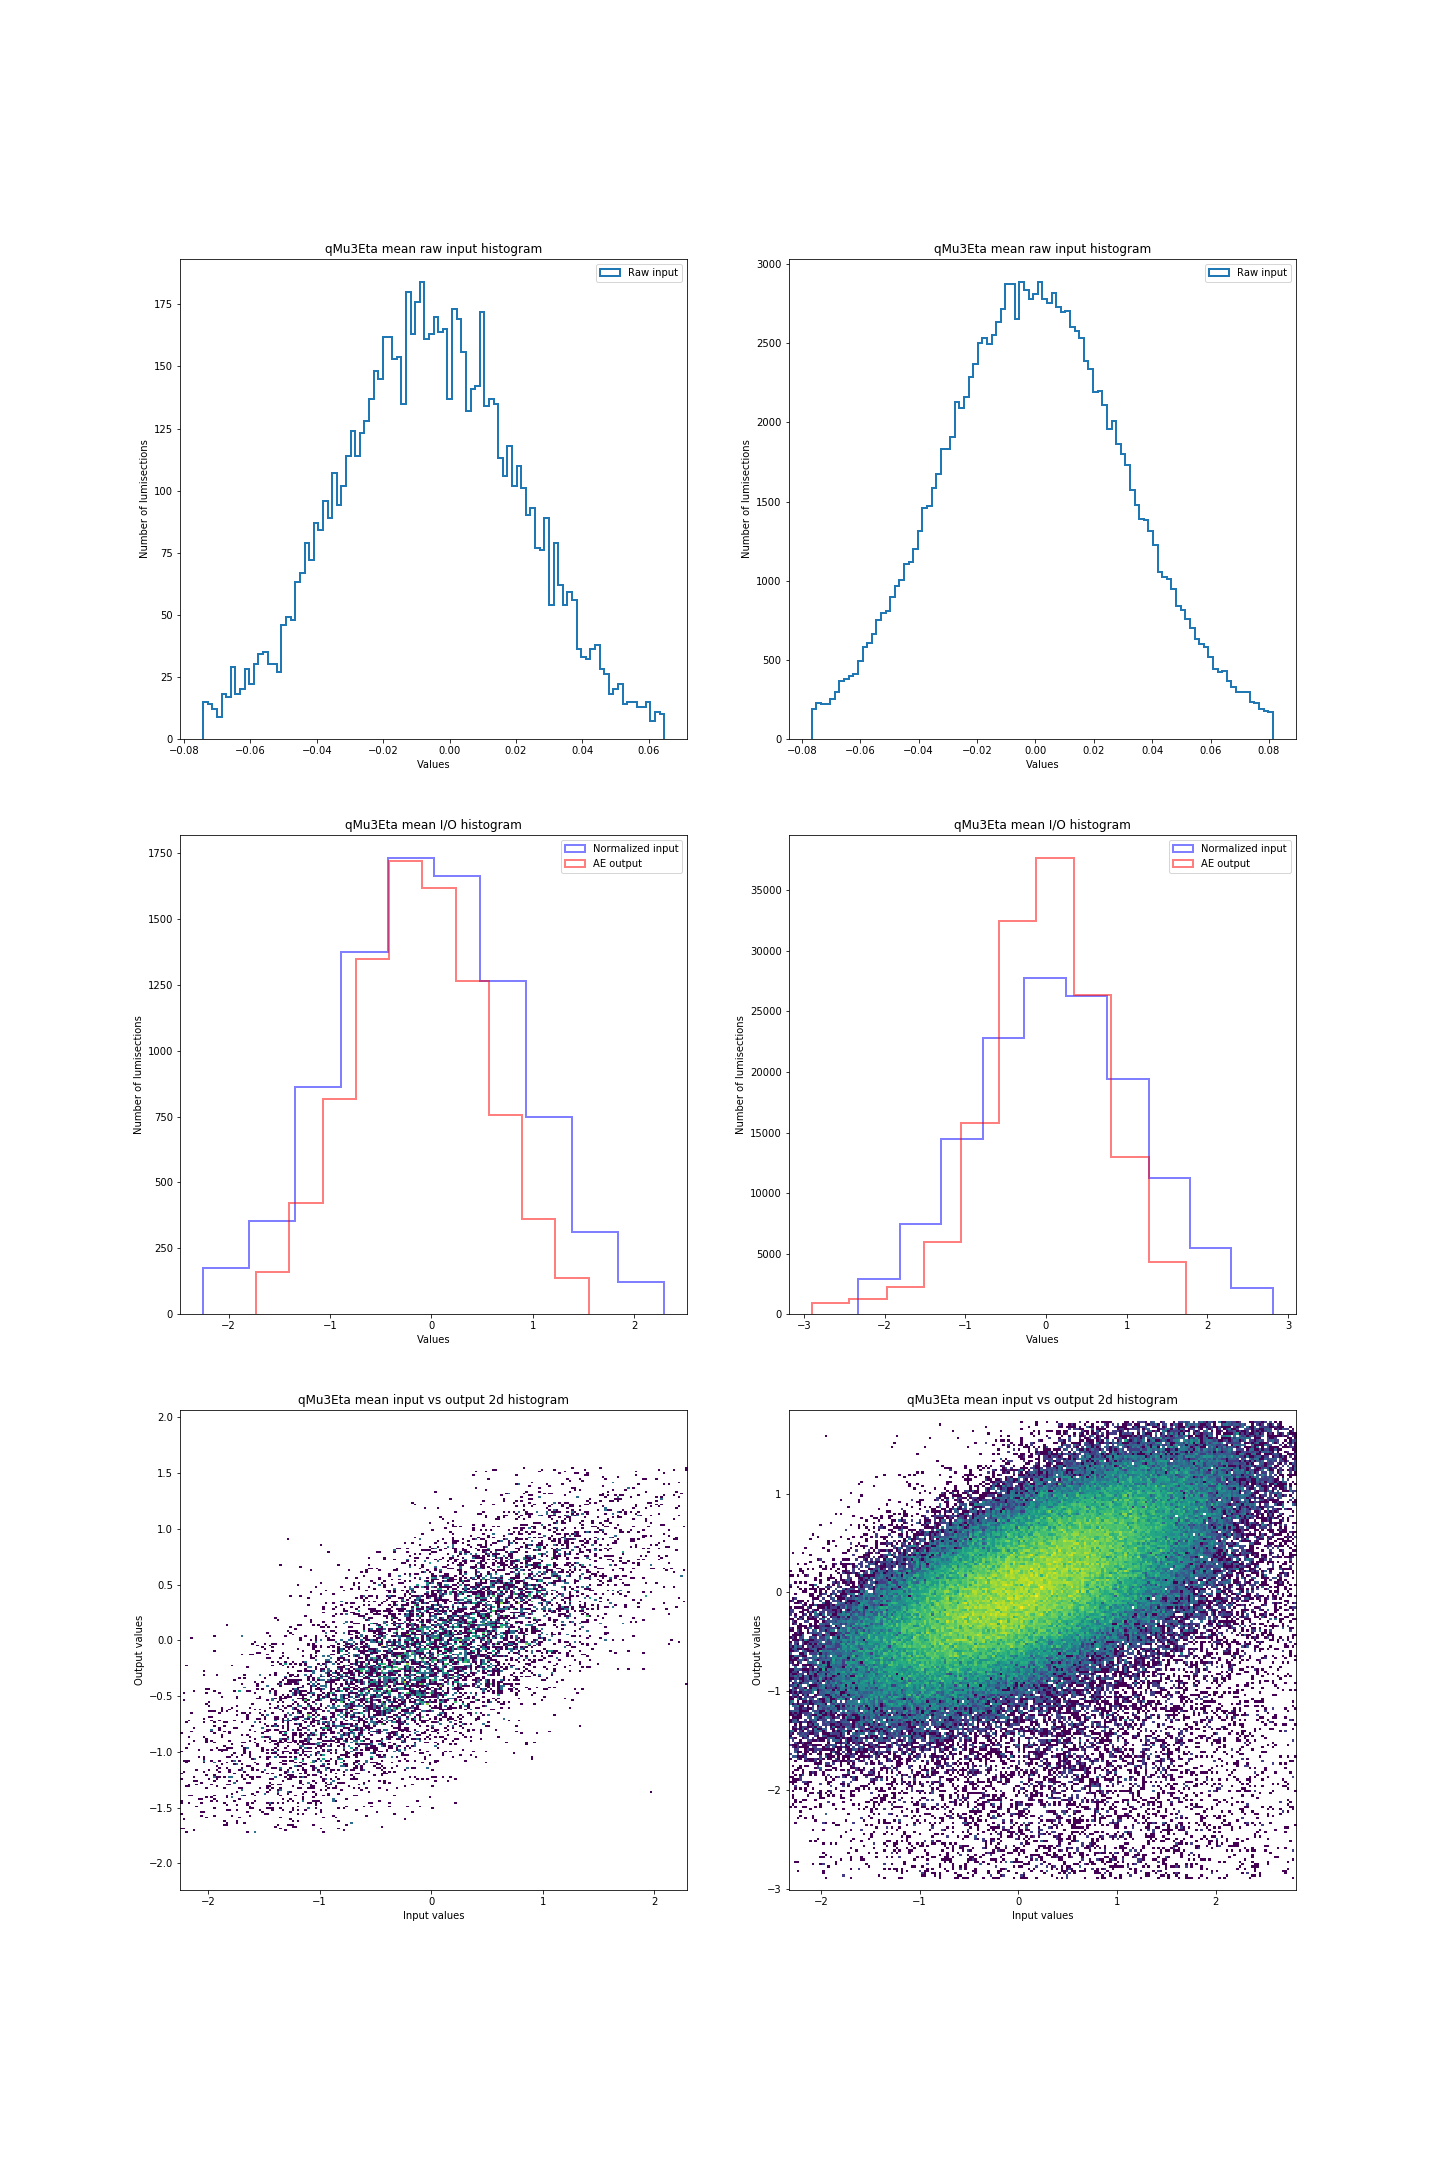 qMu3Eta mean raw input histogram
Raw input
175
150
125
100
75
50
25
0
Number of lumisections
−0.08 −0.06 −0.04 −0.02 0.00 0.02 0.04 0.06
Values
qMu3Eta mean raw input histogram
Raw input
3000
2500
2000
1500
1000
500
0
Number of lumisections
−0.08 −0.06 −0.04 −0.02 0.00 0.02 0.04 0.06 0.08
Values
qMu3Eta mean I/O histogram
Normalized input
AE output
1750
1500
1250
1000
750
500
250
0
Number of lumisections
−2 −1 0 1 2
Values
qMu3Eta mean I/O histogram
Normalized input
AE output
35000
30000
25000
20000
15000
10000
5000
0
Number of lumisections
−3 −2 −1 0 1 2 3
Values
qMu3Eta mean input vs output 2d histogram
2.0
1.5
1.0
0.5
0.0
−0.5
−1.0
−1.5
−2.0
Output values
−2 −1 0 1 2
Input values
qMu3Eta mean input vs output 2d histogram
1
0
−1
−2
−3
Output values
−2 −1 0 1 2
Input values